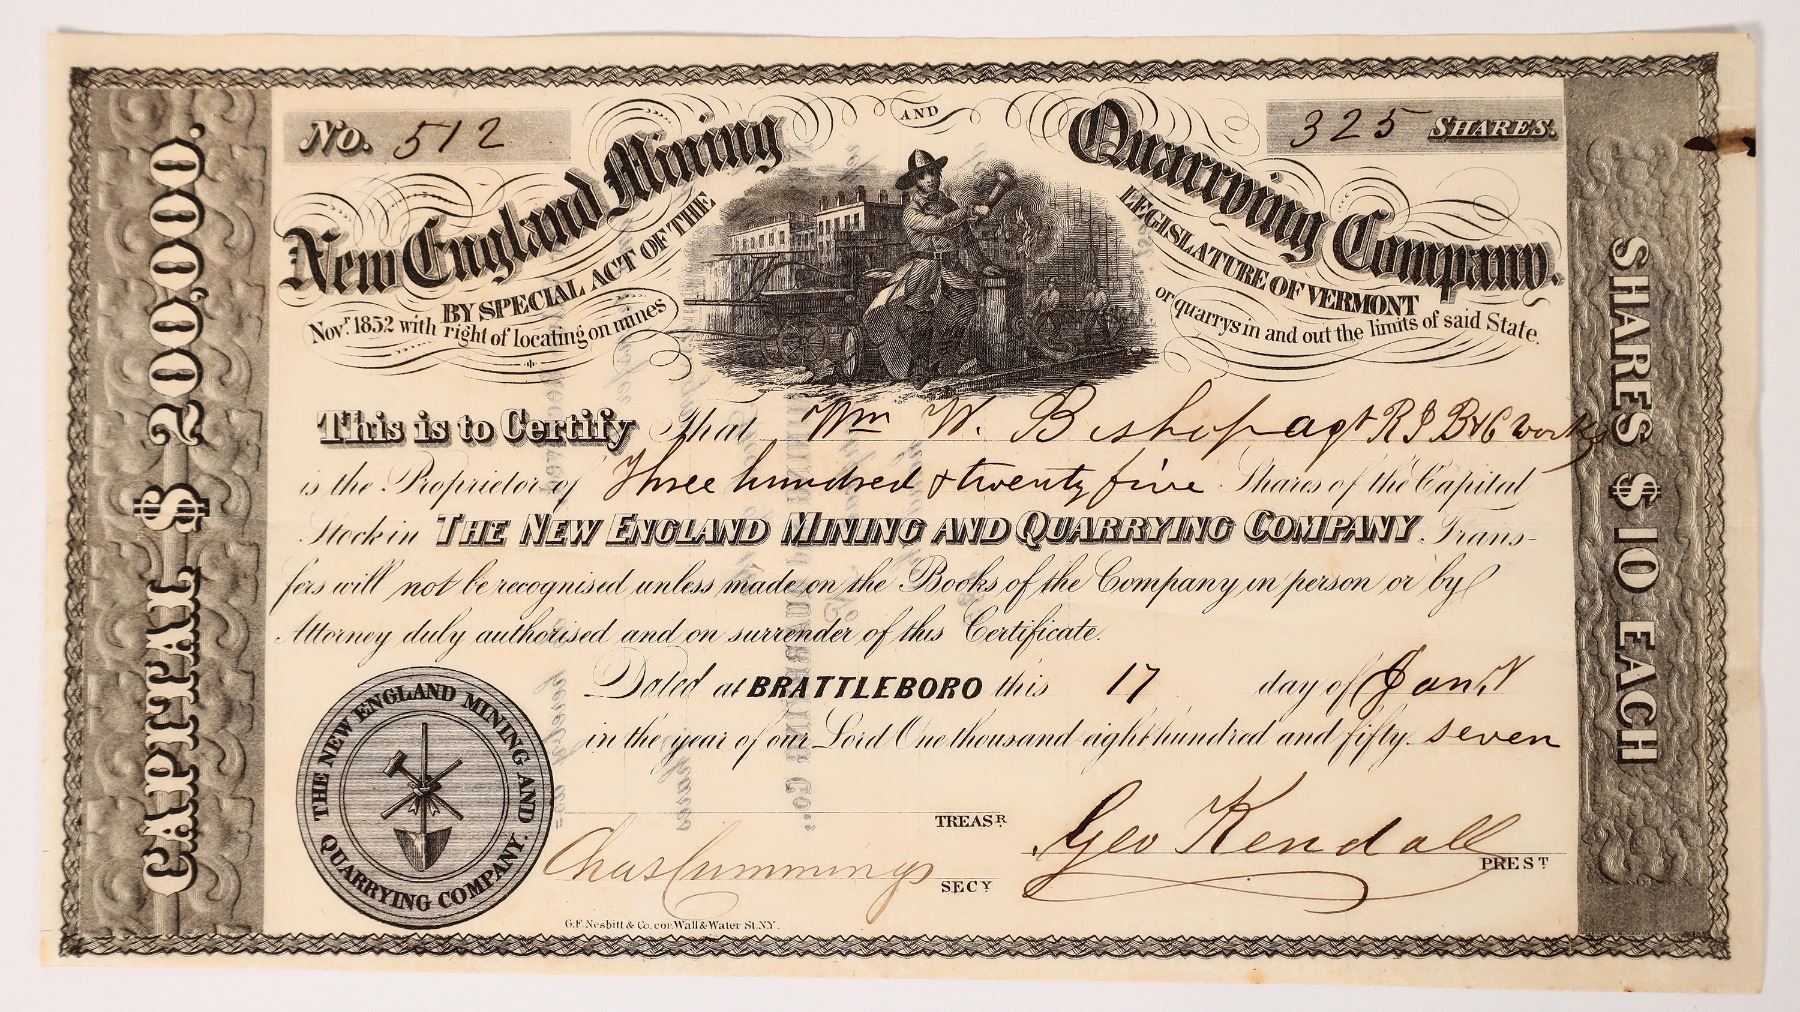 No. 512
325 SHARES.
New England Mining AND Quarrying Company.
BY SPECIAL ACT OF THE LEGISLATURE OF VERMONT
Novr. 1852 with right of locating on mines or quarrys in and out the limits of said State.
This is to Certify That Wm W. Bishop agt R I B & C works
is the Proprietor of Three hundred & twenty five Shares of the Capital
Stock in THE NEW ENGLAND MINING AND QUARRYING COMPANY. Trans-
fers will not be recognised unless made on the Books of the Company in person or by
Attorney duly authorised and on surrender of this Certificate.
Dated at BRATTLEBORO this 17 day of Jany
in the year of our Lord One thousand eight hundred and fifty. seven
TREASR
Geo Kendall PREST
Chas Cummings SECY
THE NEW ENGLAND MINING AND QUARRYING COMPANY.
G.F. Nesbitt & Co. cor. Wall & Water St. N.Y.
CAPITAL $ 200,000.
SHARES $ 10 EACH